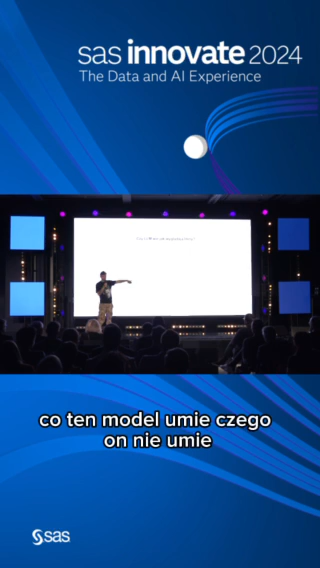 sas innovate 2024
The Data and AI Experience
co ten model umie czego
on nie umie
sas